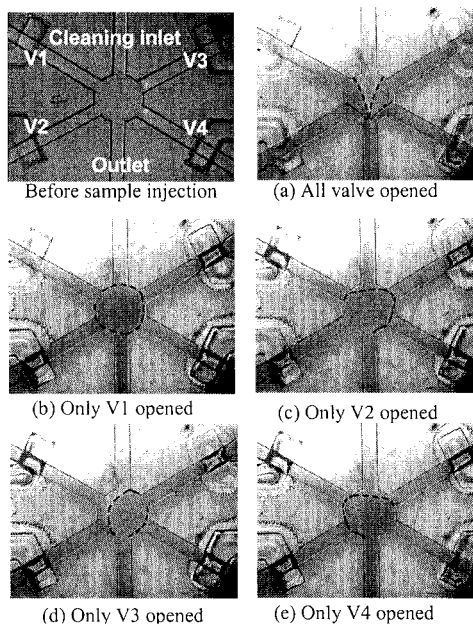 Cleaning inlet
V1 V3
V2 V4
Outlet
Before sample injection
(a) All valve opened
(b) Only V1 opened
(c) Only V2 opened
(d) Only V3 opened
(e) Only V4 opened